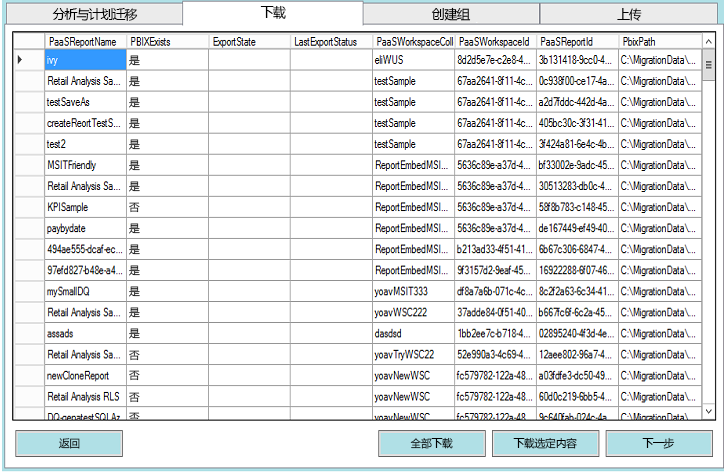 分析与计划迁移 下载 创建组 上传
PaaSReportName PBIXExists ExportState LastExportStatus PaaSWorkspaceColl PaaSWorkspaceId PaaSReportId PbixPath
ivy 是 eliWUS 8d2d5e7e-c2e8-4... 3b131418-9cc0-4... C:\MigrationData\...
Retail Analysis Sa... 是 testSample 67aa2641-8f11-4c... 0c938f00-ce17-4a... C:\MigrationData\...
testSaveAs 是 testSample 67aa2641-8f11-4c... a2d7fddc-442d-4a... C:\MigrationData\...
createReortTestS... 是 testSample 67aa2641-8f11-4c... 405bc30c-3f31-41... C:\MigrationData\...
test2 是 testSample 67aa2641-8f11-4c... 3f424a81-6e4c-4b... C:\MigrationData\...
MSITFriendly 是 ReportEmbedMSI... 5636c89e-a37d-4... bf33002e-9adc-45... C:\MigrationData\...
Retail Analysis Sa... 是 ReportEmbedMSI... 5636c89e-a37d-4... 30513283-db0c-4... C:\MigrationData\...
KPISample 否 ReportEmbedMSI... 5636c89e-a37d-4... 58f8b783-c148-45... C:\MigrationData\...
paybydate 是 ReportEmbedMSI... 5636c89e-a37d-4... de167449-ef49-40... C:\MigrationData\...
494ae555-dcaf-ec... 是 ReportEmbedMSI... b213ad33-4f51-41... 6b67c306-6847-4... C:\MigrationData\...
97efd827-b48e-a4... 是 ReportEmbedMSI... 9f3157d2-9eaf-45... 16922288-6f07-46... C:\MigrationData\...
mySmallDQ 是 yoavMSIT333 df8a7a6b-071c-4c... 8c2f2a63-6c34-41... C:\MigrationData\...
Retail Analysis Sa... 是 yoavWSC222 37adde84-0f51-40... b667fc6f-6c2a-45... C:\MigrationData\...
assads 是 dasdsd 1bb2ee7c-b718-4... 02895240-4f3d-4e... C:\MigrationData\...
Retail Analysis Sa... 否 yoavTryWSC22 52e990a3-4c69-4... 12aee802-96a7-4... C:\MigrationData\...
newCloneReport 否 yoavNewWSC fc579782-122a-48... a03fdfe3-dc50-49... C:\MigrationData\...
Retail Analysis RLS 否 yoavNewWSC fc579782-122a-48... 60d0c219-6bb5-4... C:\MigrationData\...
DQ-genatestSQLAz 否 yoavNewWSC fc579782-122a-48... 9c640fab-024c-4a... C:\MigrationData\...
返回 全部下载 下载选定内容 下一步